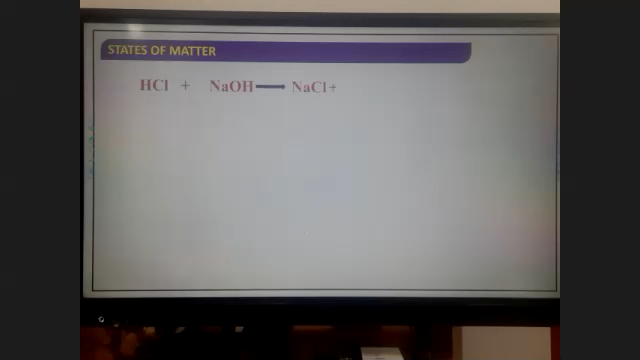 STATES OF MATTER
HCl + NaOH → NaCl +